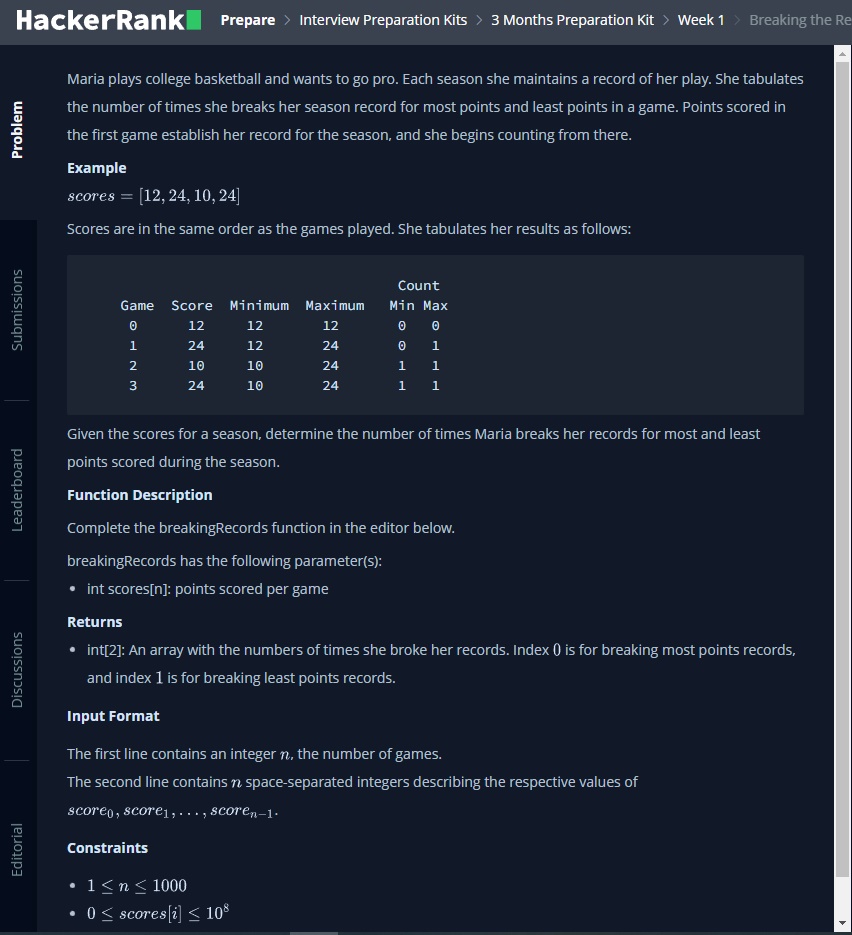 HackerRank Prepare > Interview Preparation Kits > 3 Months Preparation Kit > Week 1 > Breaking the Re
Problem
Submissions
Leaderboard
Discussions
Editorial
Maria plays college basketball and wants to go pro. Each season she maintains a record of her play. She tabulates
the number of times she breaks her season record for most points and least points in a game. Points scored in
the first game establish her record for the season, and she begins counting from there.
Example
scores = [12, 24, 10, 24]
Scores are in the same order as the games played. She tabulates her results as follows:
Count
Game Score Minimum Maximum Min Max
0 12 12 12 0 0
1 24 12 24 0 1
2 10 10 24 1 1
3 24 10 24 1 1
Given the scores for a season, determine the number of times Maria breaks her records for most and least
points scored during the season.
Function Description
Complete the breakingRecords function in the editor below.
breakingRecords has the following parameter(s):
• int scores[n]: points scored per game
Returns
• int[2]: An array with the numbers of times she broke her records. Index 0 is for breaking most points records,
and index 1 is for breaking least points records.
Input Format
The first line contains an integer n, the number of games.
The second line contains n space-separated integers describing the respective values of
score₀, score₁, . . . , scoreₙ₋₁.
Constraints
• 1 ≤ n ≤ 1000
• 0 ≤ scores[i] ≤ 10⁸